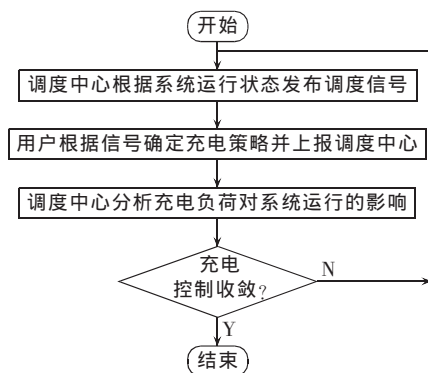 开始
调度中心根据系统运行状态发布调度信号
用户根据信号确定充电策略并上报调度中心
调度中心分析充电负荷对系统运行的影响
充电
控制收敛?
N
Y
结束